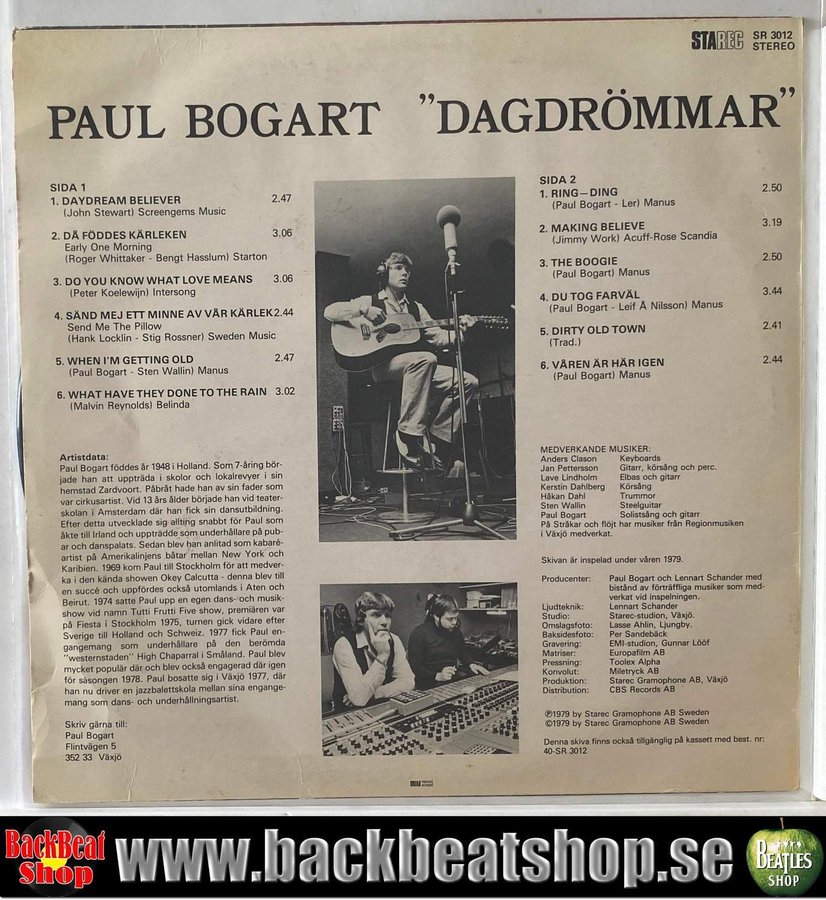 STAREC SR 3012
STEREO
PAUL BOGART "DAGDRÖMMAR"
SIDA 1
1. DAYDREAM BELIEVER 2.47
(John Stewart) Screengems Music
2. DÅ FÖDDES KÄRLEKEN 3.06
Early One Morning
(Roger Whittaker - Bengt Hasslum) Starton
3. DO YOU KNOW WHAT LOVE MEANS 3.06
(Peter Koelewijn) Intersong
4. SÄND MEJ ETT MINNE AV VÅR KÄRLEK 2.44
Send Me The Pillow
(Hank Locklin - Stig Rossner) Sweden Music
5. WHEN I'M GETTING OLD 2.47
(Paul Bogart - Sten Wallin) Manus
6. WHAT HAVE THEY DONE TO THE RAIN 3.02
(Malvin Reynolds) Belinda
SIDA 2
1. RING—DING 2.50
(Paul Bogart - Ler) Manus
2. MAKING BELIEVE 3.19
(Jimmy Work) Acuff-Rose Scandia
3. THE BOOGIE 2.50
(Paul Bogart) Manus
4. DU TOG FARVÄL 3.44
(Paul Bogart - Leif Å Nilsson) Manus
5. DIRTY OLD TOWN 2.41
(Trad.)
6. VÅREN ÄR HÄR IGEN 2.44
(Paul Bogart) Manus
Artistdata:
Paul Bogart föddes år 1948 i Holland. Som 7-åring bör-
jade han att uppträda i skolor och lokalrevyer i sin
hemstad Zardvoort. Påbråt hade han av sin fader som
var cirkusartist. Vid 13 års ålder började han vid teater-
skolan i Amsterdam där han fick sin dansutbildning.
Efter detta utvecklade sig allting snabbt för Paul som
åkte till Irland och uppträdde som underhållare på pub-
ar och danspalats. Sedan blev han anlitad som kabaré-
artist på Amerikalinjens båtar mellan New York och
Karibien. 1969 kom Paul till Stockholm för att medver-
ka i den kända showen Okey Calcutta - denna blev till
en succé och uppfördes också utomlands i Aten och
Beirut. 1974 satte Paul upp en egen dans- och musik-
show vid namn Tutti Frutti Five show, premiären var
på Fiesta i Stockholm 1975, turnen gick vidare efter
Sverige till Holland och Schweiz. 1977 fick Paul en-
gangemang som underhållare på den berömda
"westernstaden" High Chaparral i Småland. Paul blev
mycket populär där och blev också engagerad där igen
för säsongen 1978. Paul bosatte sig i Växjö 1977, där
han nu driver en jazzbalettskola mellan sina engange-
mang som dans- och underhållningsartist.
Skriv gärna till:
Paul Bogart
Flintvägen 5
352 33 Växjö
MEDVERKANDE MUSIKER:
Anders Clason Keyboards
Jan Pettersson Gitarr, körsång och perc.
Lave Lindholm Elbas och gitarr
Kerstin Dahlberg Körsång
Håkan Dahl Trummor
Sten Wallin Steelguitar
Paul Bogart Solistsång och gitarr
På Stråkar och flöjt har musiker från Regionmusiken
i Växjö medverkat.
Skivan är inspelad under våren 1979.
Producenter: Paul Bogart och Lennart Schander med
bistånd av förträffliga musiker som med-
verkat vid inspelningen.
Ljudteknik: Lennart Schander
Studio: Starec-studion, Växjö.
Omslagsfoto: Lasse Ahlin, Ljungby.
Baksidesfoto: Per Sandebäck
Gravering: EMI-studion, Gunnar Lööf
Matriser: Europafilm AB
Pressning: Toolex Alpha
Konvolut: Miletryck AB
Produktion: Starec Gramophone AB, Växjö
Distribution: CBS Records AB
℗1979 by Starec Gramophone AB Sweden
©1979 by Starec Gramophone AB Sweden
Denna skiva finns också tillgänglig på kassett med best. nr:
40-SR 3012
BackBeat
Shop
www.backbeatshop.se
BEATLES
SHOP